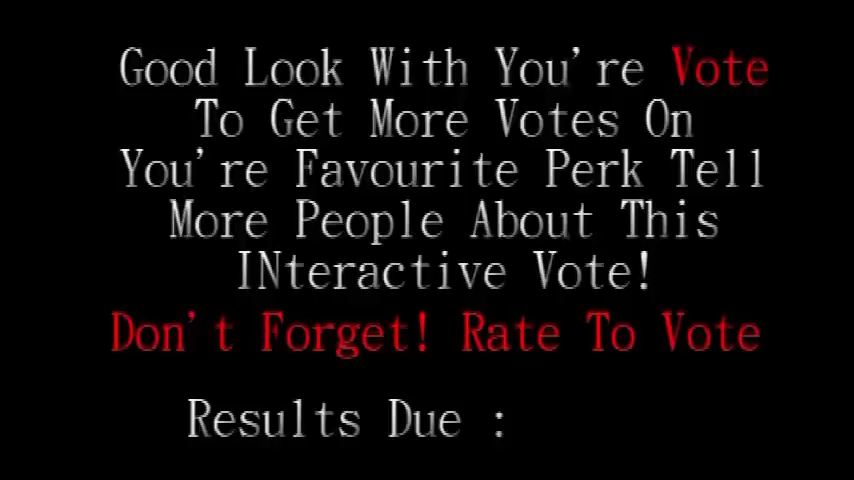 Good Look With You're Vote
To Get More Votes On
You're Favourite Perk Tell
More People About This
INteractive Vote!
Don't Forget! Rate To Vote
Results Due :